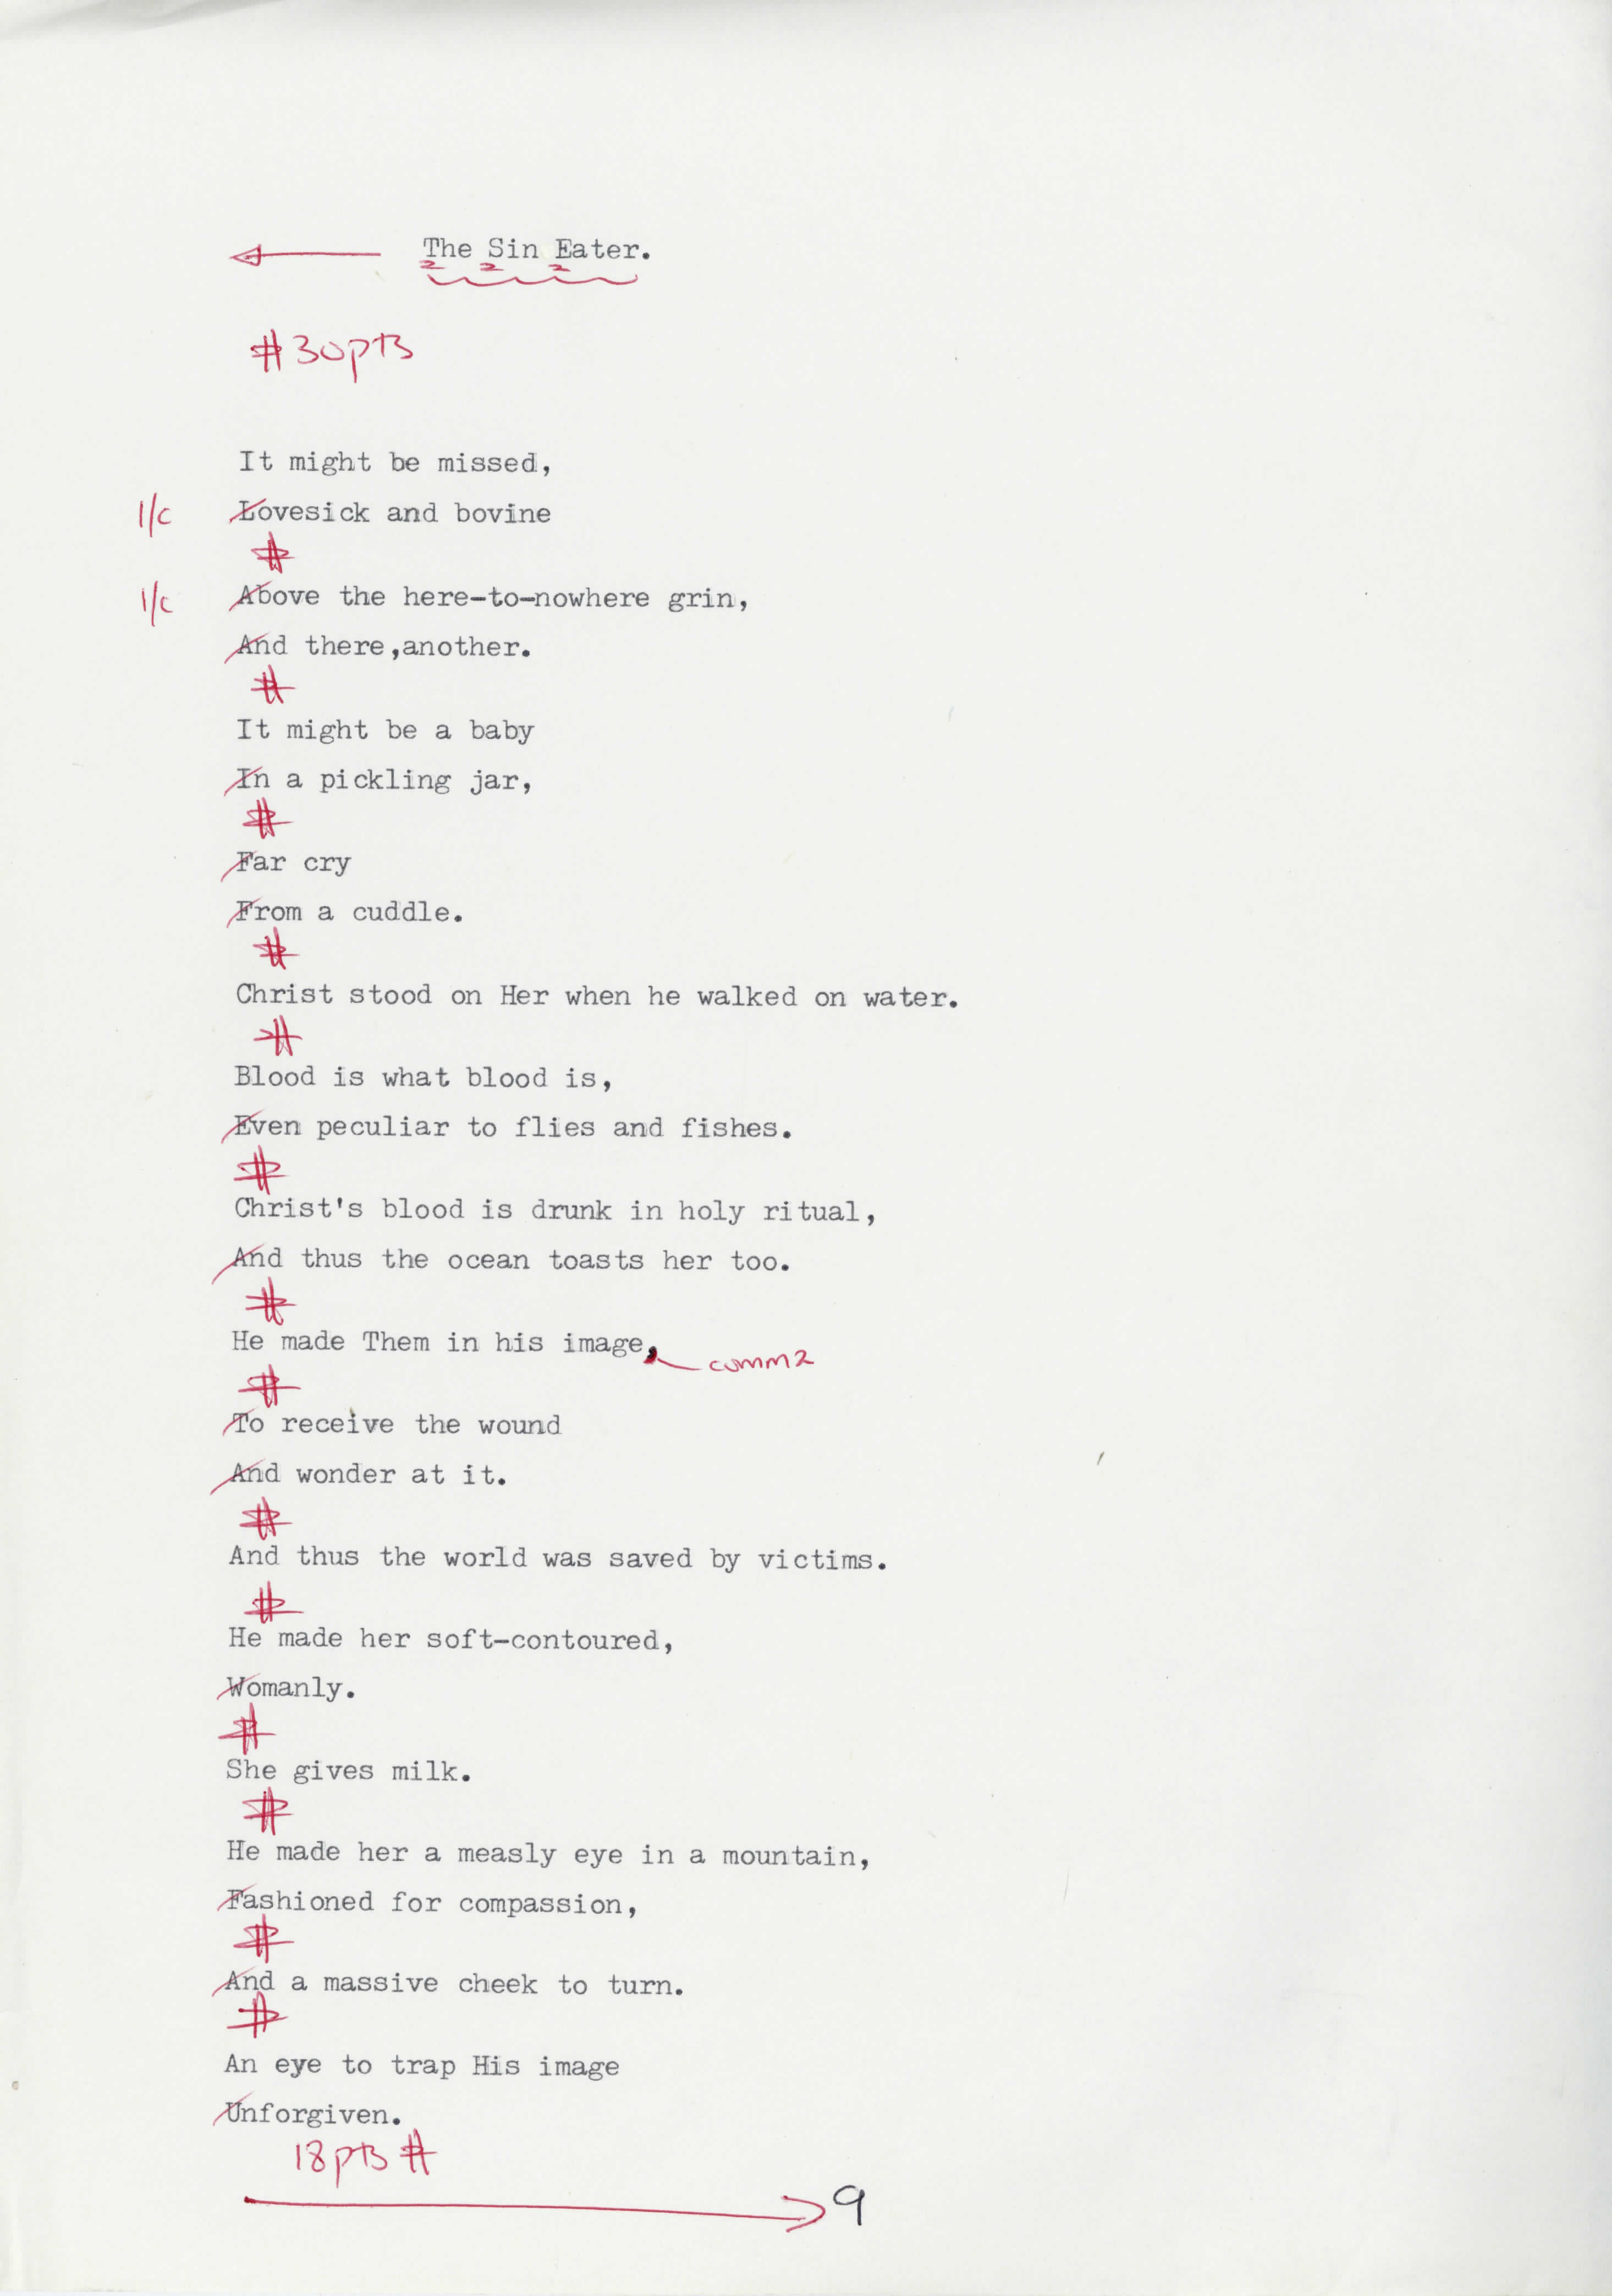 The Sin Eater.
2 2 2
#30pts
It might be missed,
l/c Lovesick and bovine
#
l/c Above the here-to-nowhere grin,
And there,another.
#
It might be a baby
In a pickling jar,
#
Far cry
From a cuddle.
#
Christ stood on Her when he walked on water.
#
Blood is what blood is,
Even peculiar to flies and fishes.
#
Christ's blood is drunk in holy ritual,
And thus the ocean toasts her too.
#
He made Them in his image, comma
#
To receive the wound
And wonder at it.
#
And thus the world was saved by victims.
#
He made her soft-contoured,
Womanly.
#
She gives milk.
#
He made her a measly eye in a mountain,
Fashioned for compassion,
#
And a massive cheek to turn.
#
An eye to trap His image
Unforgiven.
18pts #
9